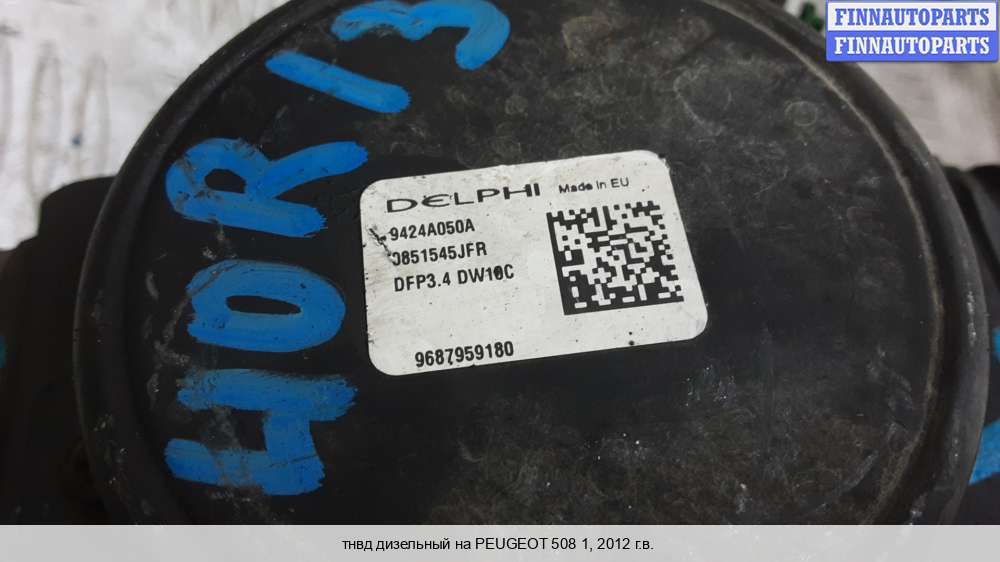 FINNAUTOPARTS
FINNAUTOPARTS
HOR13
DELPHI Made in EU
9424A050A
0851545JFR
DFP3.4 DW10C
9687959180
тнвд дизельный на PEUGEOT 508 1, 2012 г.в.